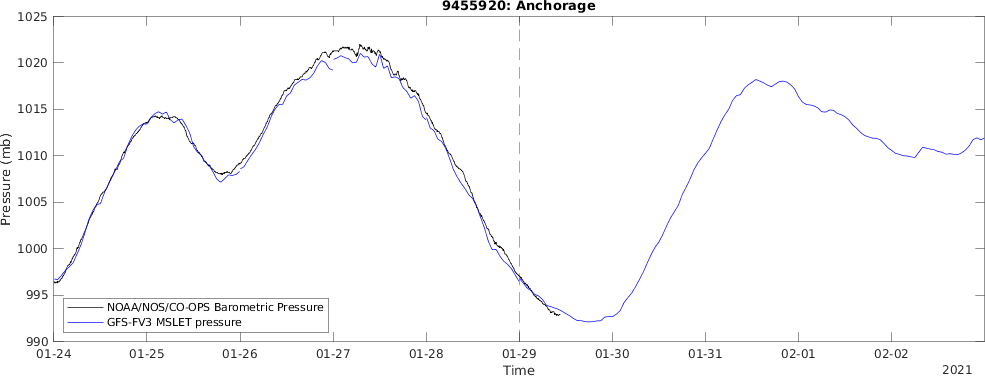 9455920: Anchorage
1025
1020
1015
1010
1005
1000
995
990
Pressure (mb)
NOAA/NOS/CO-OPS Barometric Pressure
GFS-FV3 MSLET pressure
01-24 01-25 01-26 01-27 01-28 01-29 01-30 01-31 02-01 02-02
Time
2021